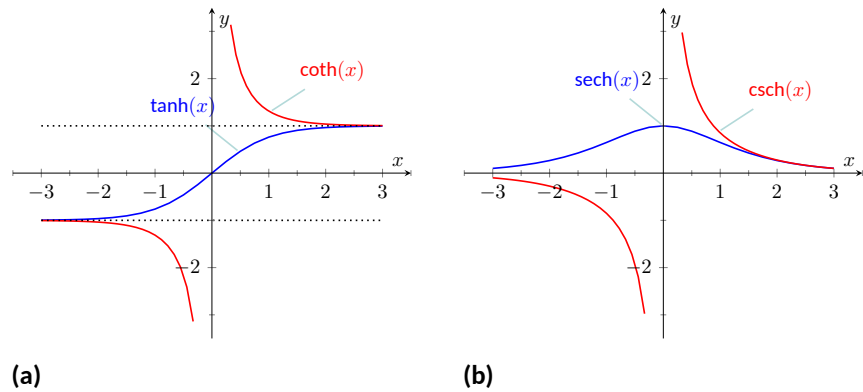 y
2
coth(x)
tanh(x)
x
−3 −2 −1 1 2 3
−2
(a)
y
sech(x) 2
csch(x)
x
−3 −2 −1 1 2 3
−2
(b)